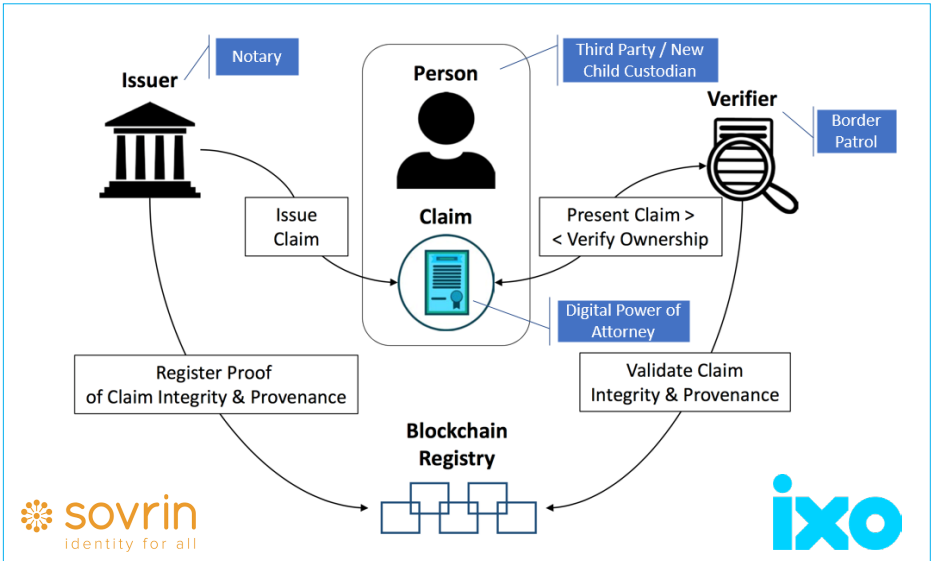 Notary
Issuer
Person
Third Party / New
Child Custodian
Verifier
Border
Patrol
Issue
Claim
Claim
Present Claim >
< Verify Ownership
Digital Power of
Attorney
Register Proof
of Claim Integrity & Provenance
Validate Claim
Integrity & Provenance
Blockchain
Registry
sovrin
identity for all
ixo